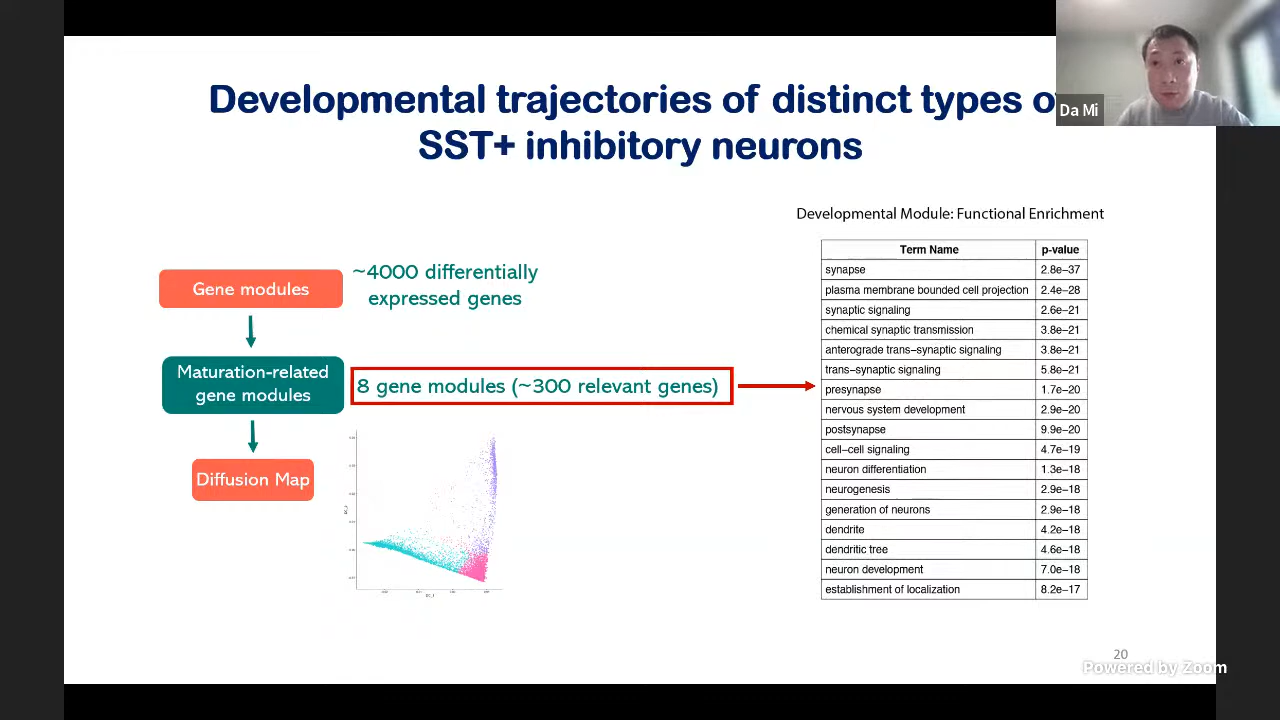 Developmental trajectories of distinct types o
SST+ inhibitory neurons
Da Mi
Developmental Module: Functional Enrichment
Gene modules
~4000 differentially
expressed genes
Maturation-related
gene modules
8 gene modules (~300 relevant genes)
Diffusion Map
Term Name p-value
synapse 2.8e−37
plasma membrane bounded cell projection 2.4e−28
synaptic signaling 2.6e−21
chemical synaptic transmission 3.8e−21
anterograde trans−synaptic signaling 3.8e−21
trans−synaptic signaling 5.8e−21
presynapse 1.7e−20
nervous system development 2.9e−20
postsynapse 9.9e−20
cell−cell signaling 4.7e−19
neuron differentiation 1.3e−18
neurogenesis 2.9e−18
generation of neurons 2.9e−18
dendrite 4.2e−18
dendritic tree 4.6e−18
neuron development 7.0e−18
establishment of localization 8.2e−17
20
Powered by Zoom